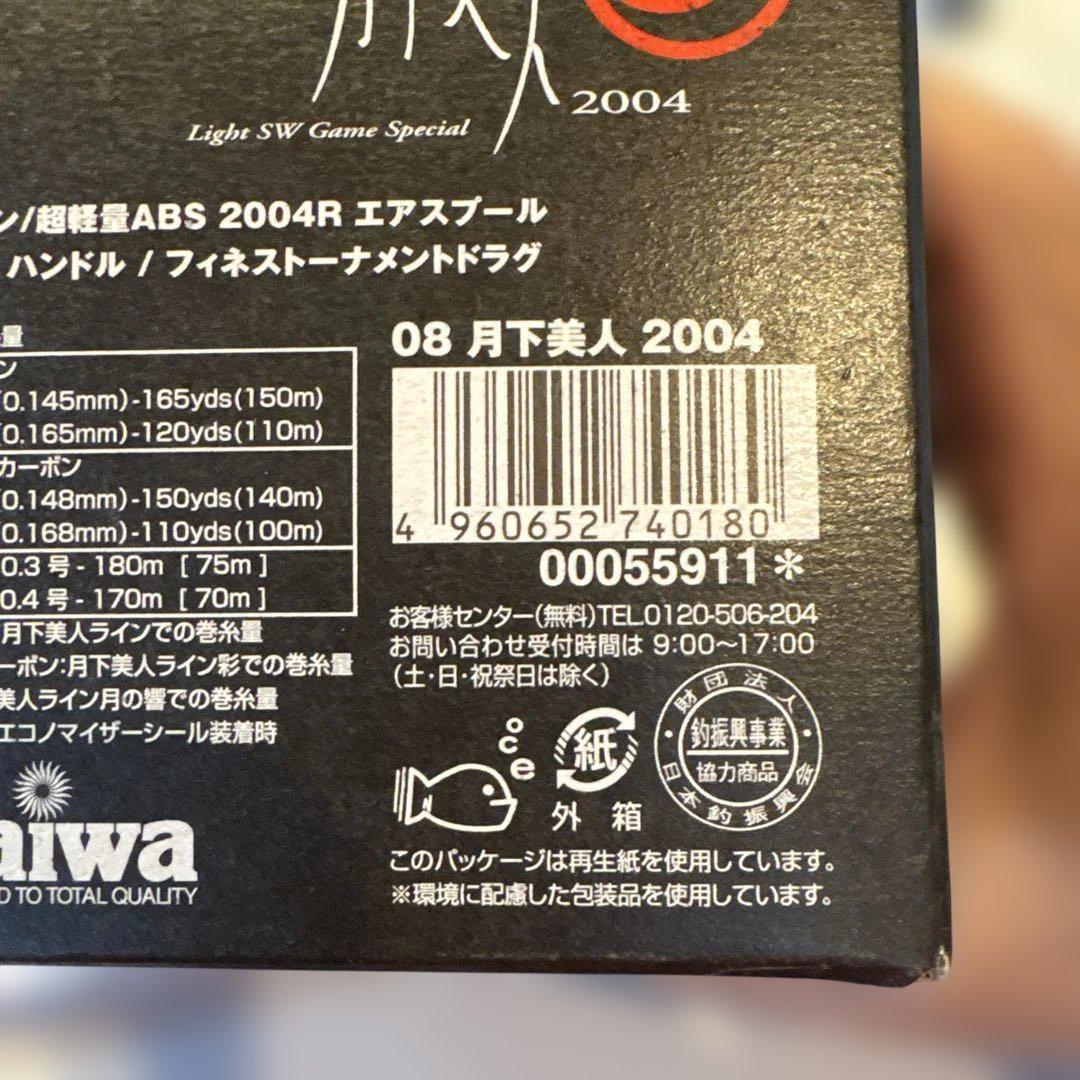 月下美人 2004
Light SW Game Special
ン/超軽量ABS 2004R エアスプール
ハンドル / フィネストーナメントドラグ
量
ン
(0.145mm)-165yds(150m)
(0.165mm)-120yds(110m)
カーボン
(0.148mm)-150yds(140m)
(0.168mm)-110yds(100m)
0.3 号 - 180m [ 75m ]
0.4 号 - 170m [ 70m ]
月下美人ラインでの巻糸量
ーボン:月下美人ライン彩での巻糸量
美人ライン月の響での巻糸量
エコノマイザーシール装着時
aiwa
D TO TOTAL QUALITY
08 月下美人 2004
4 960652 740180
00055911*
お客様センター(無料)TEL.0120-506-204
お問い合わせ受付時間は 9:00〜17:00
(土・日・祝祭日は除く)
e c o
紙
外 箱
財団法人
釣振興事業
協力商品
日本釣振興会
このパッケージは再生紙を使用しています。
※環境に配慮した包装品を使用しています。